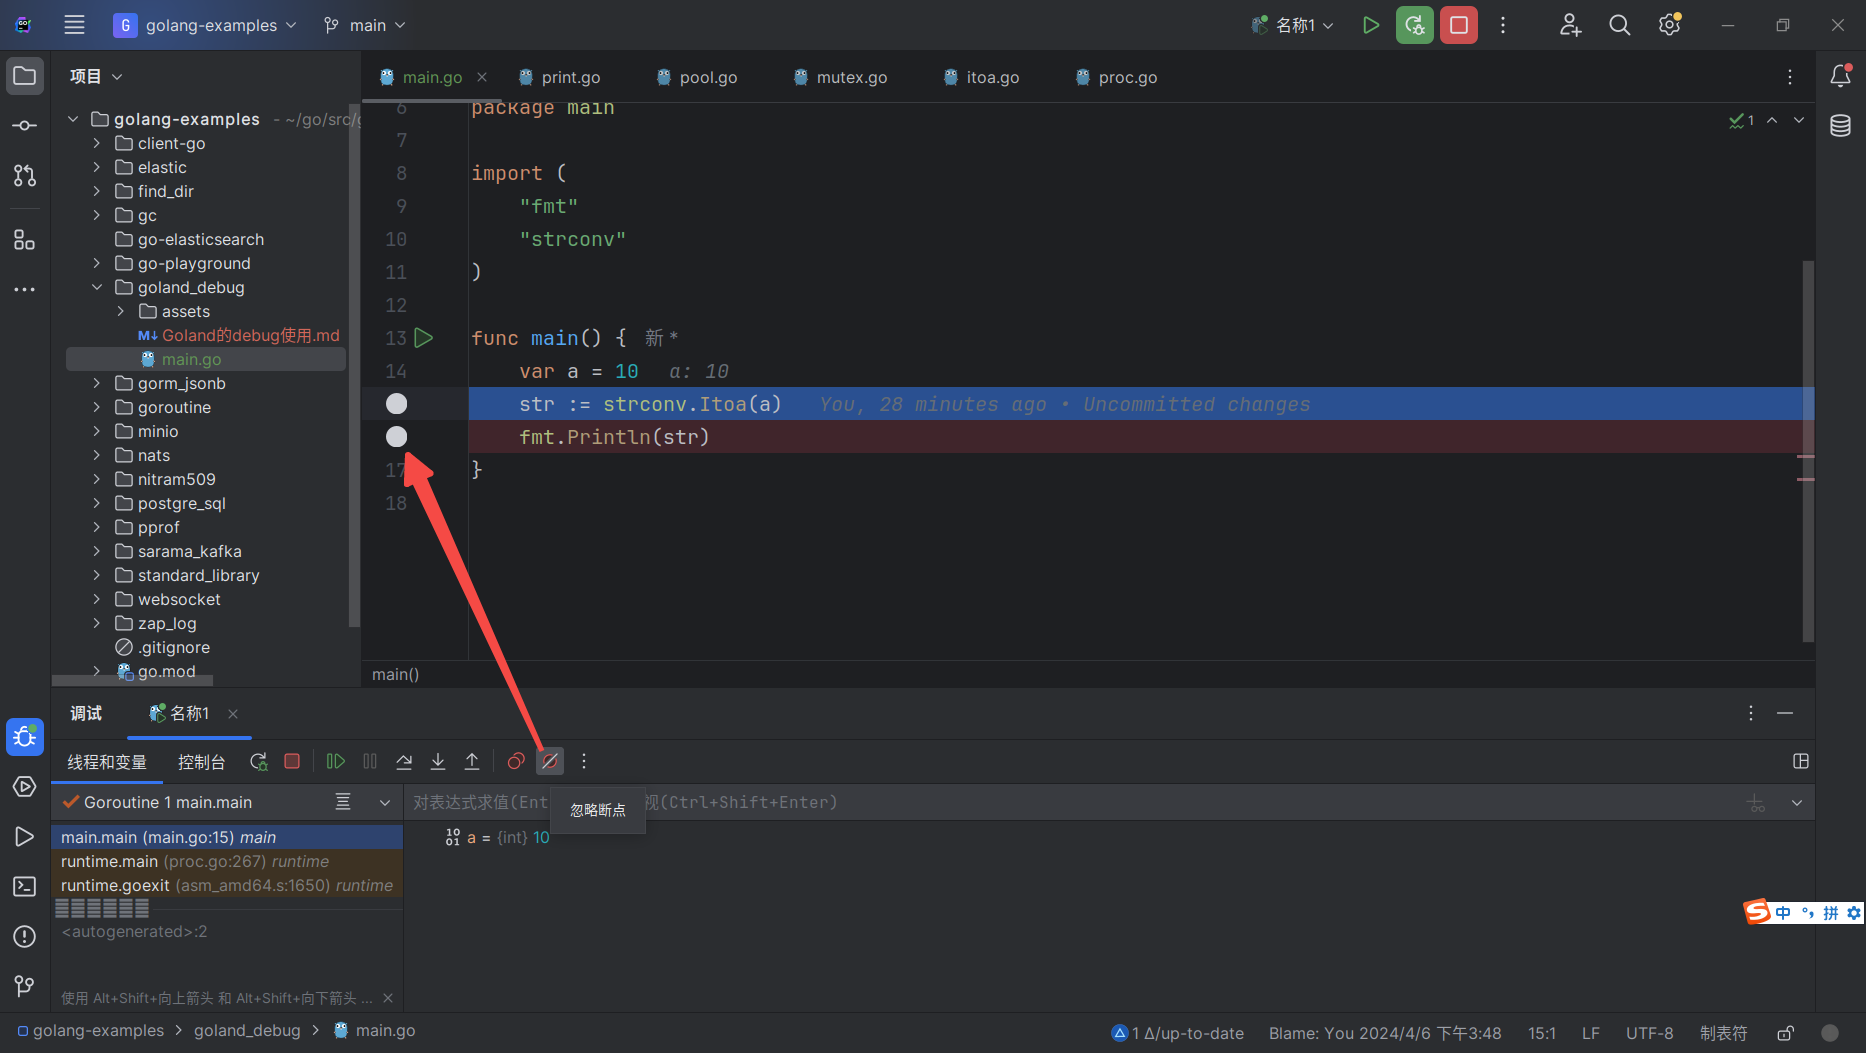 G golang-examples main 名称1
项目 main.go print.go pool.go mutex.go itoa.go proc.go
golang-examples - ~/go/src/
client-go
elastic
find_dir
gc
go-elasticsearch
go-playground
goland_debug
assets
M↓ Goland的debug使用.md
main.go
gorm_jsonb
goroutine
minio
nats
nitram509
postgre_sql
pprof
sarama_kafka
standard_library
websocket
zap_log
.gitignore
go.mod
1
6 package main
7
8 import (
9 "fmt"
10 "strconv"
11 )
12
13 func main() { 新 *
14 var a = 10 a: 10
str := strconv.Itoa(a) You, 28 minutes ago • Uncommitted changes
fmt.Println(str)
17 }
18
main()
调试 名称1
线程和变量 控制台
Goroutine 1 main.main
对表达式求值(Ent 视(Ctrl+Shift+Enter)
忽略断点
main.main (main.go:15) main
runtime.main (proc.go:267) runtime
runtime.goexit (asm_amd64.s:1650) runtime
<autogenerated>:2
10 01 a = {int} 10
使用 Alt+Shift+向上箭头 和 Alt+Shift+向下箭头 ...
S 中 °, 拼
golang-examples > goland_debug > main.go
1 Δ/up-to-date Blame: You 2024/4/6 下午3:48 15:1 LF UTF-8 制表符